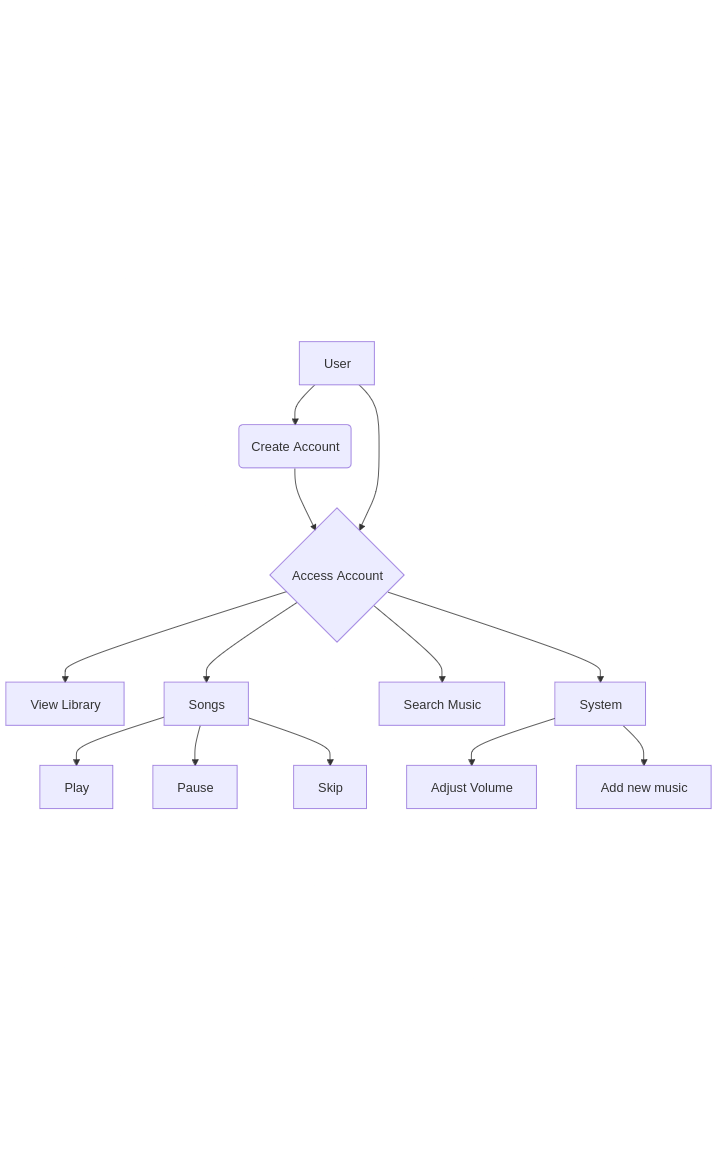 User
Create Account
Access Account
View Library
Songs
Search Music
System
Play
Pause
Skip
Adjust Volume
Add new music